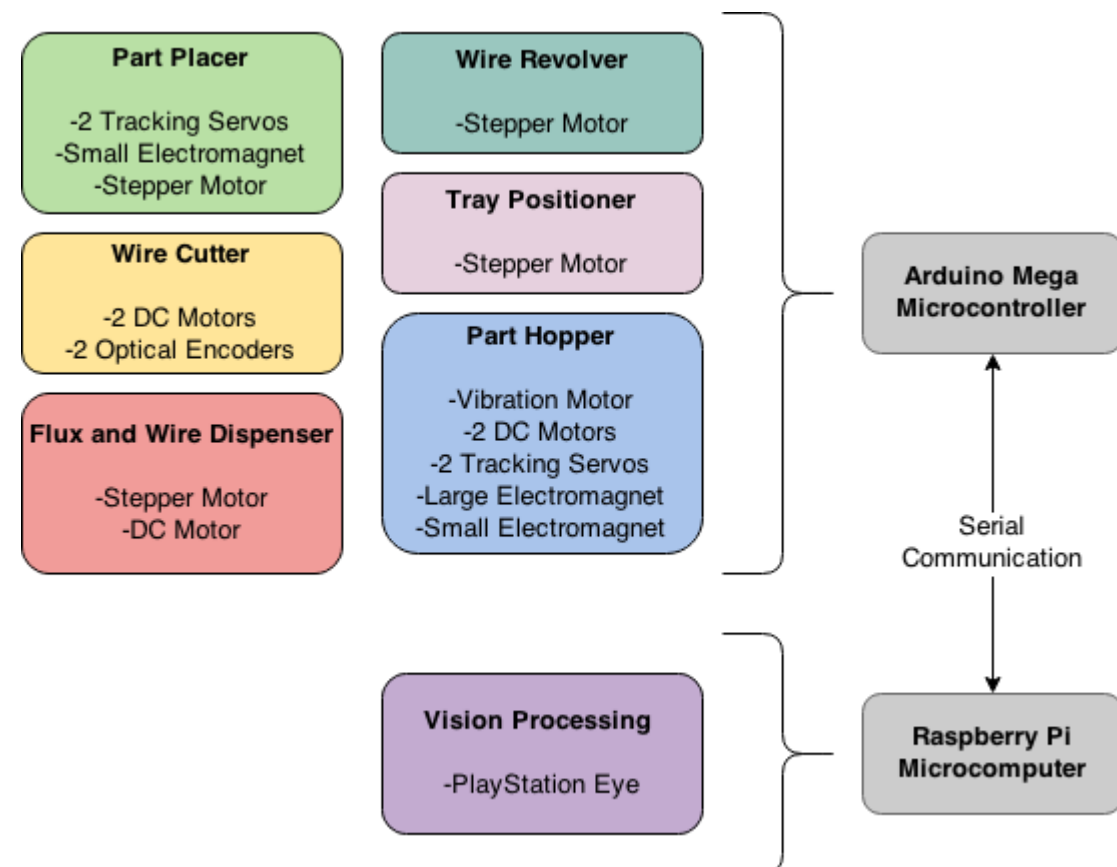 Part Placer
-2 Tracking Servos
-Small Electromagnet
-Stepper Motor
Wire Cutter
-2 DC Motors
-2 Optical Encoders
Flux and Wire Dispenser
-Stepper Motor
-DC Motor
Wire Revolver
-Stepper Motor
Tray Positioner
-Stepper Motor
Part Hopper
-Vibration Motor
-2 DC Motors
-2 Tracking Servos
-Large Electromagnet
-Small Electromagnet
Vision Processing
-PlayStation Eye
Arduino Mega
Microcontroller
Serial
Communication
Raspberry Pi
Microcomputer